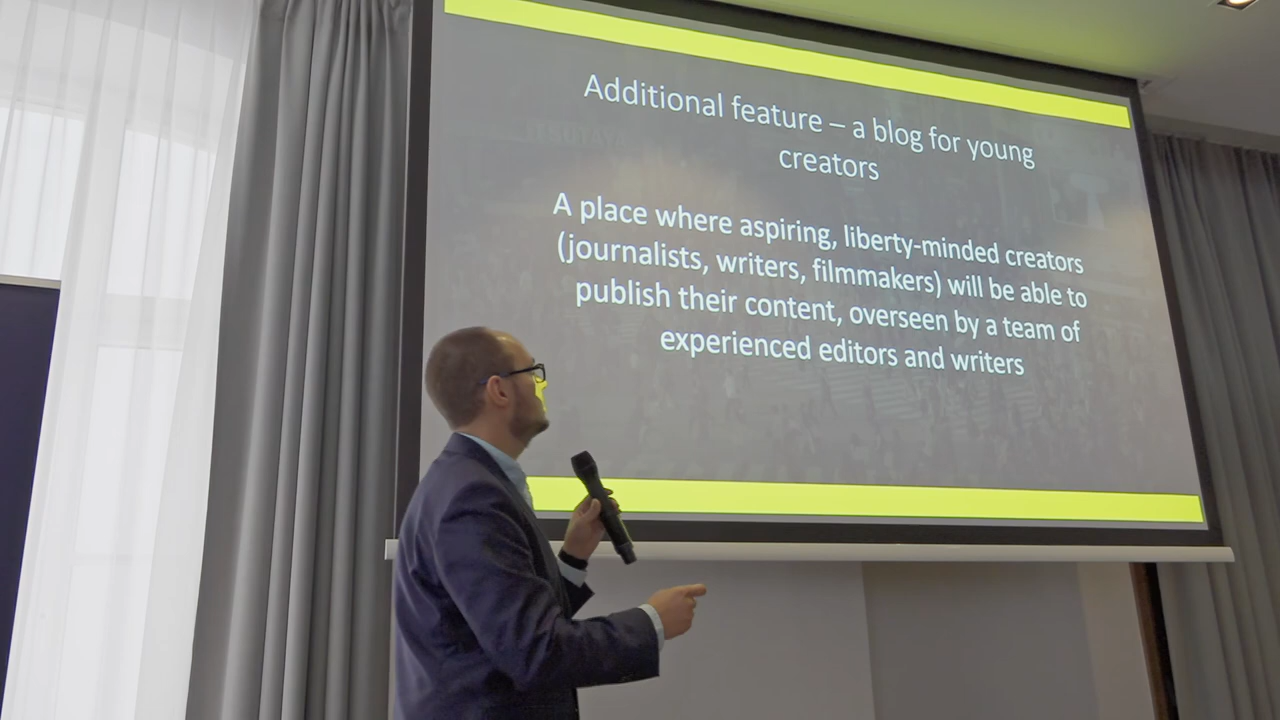 Additional feature – a blog for young
creators
A place where aspiring, liberty-minded creators
(journalists, writers, filmmakers) will be able to
publish their content, overseen by a team of
experienced editors and writers